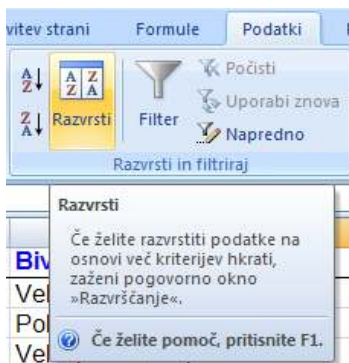 vitev strani Formule Podatki
A Z
A Z Z A
Počisti
Uporabi znova
Z A
Razvrsti Filter Napredno
Razvrsti in filtriraj
Razvrsti
Če želite razvrstiti podatke na
osnovi več kriterijev hkrati,
zaženi pogovorno okno
»Razvrščanje«.
Biv
Vel
Pol
Vel
Če želite pomoč, pritisnite F1.